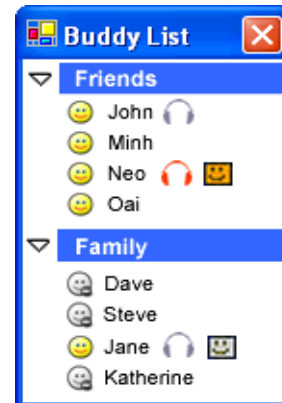 Buddy List
Friends
John
Minh
Neo
Oai
Family
Dave
Steve
Jane
Katherine